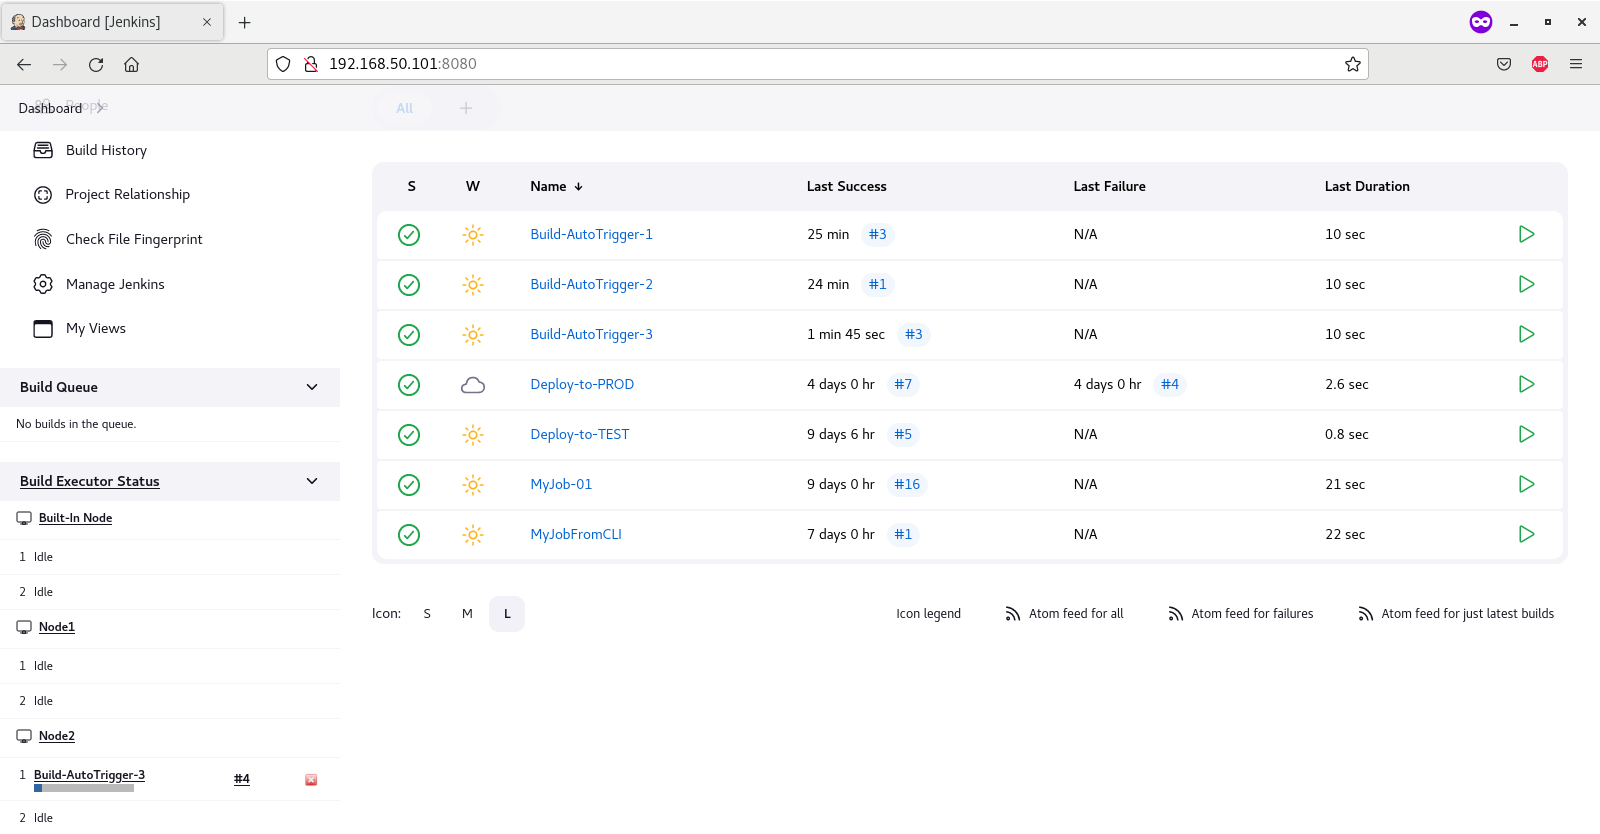 Dashboard [Jenkins]
192.168.50.101:8080
ABP
Dashboard
People
All
Build History
Project Relationship
Check File Fingerprint
Manage Jenkins
My Views
Build Queue
No builds in the queue.
Build Executor Status
Built-In Node
1 Idle
2 Idle
Node1
1 Idle
2 Idle
Node2
1 Build-AutoTrigger-3 #4
2 Idle
S W Name ↓ Last Success Last Failure Last Duration
Build-AutoTrigger-1 25 min #3 N/A 10 sec
Build-AutoTrigger-2 24 min #1 N/A 10 sec
Build-AutoTrigger-3 1 min 45 sec #3 N/A 10 sec
Deploy-to-PROD 4 days 0 hr #7 4 days 0 hr #4 2.6 sec
Deploy-to-TEST 9 days 6 hr #5 N/A 0.8 sec
MyJob-01 9 days 0 hr #16 N/A 21 sec
MyJobFromCLI 7 days 0 hr #1 N/A 22 sec
Icon: S M L
Icon legend Atom feed for all Atom feed for failures Atom feed for just latest builds